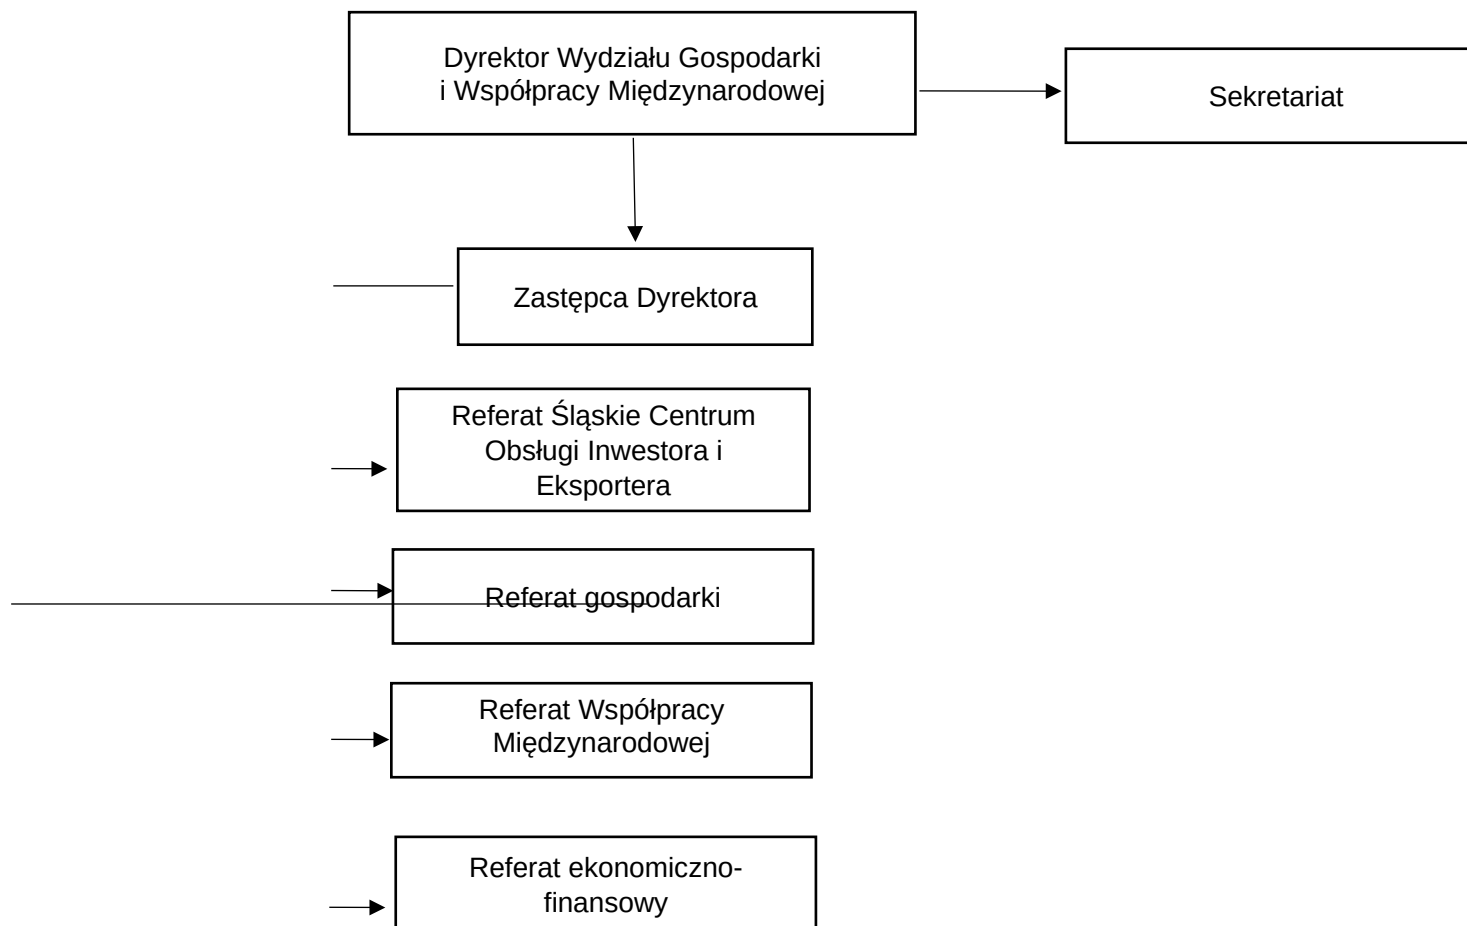 Dyrektor Wydziału Gospodarki
i Współpracy Międzynarodowej
Sekretariat
Zastępca Dyrektora
Referat Śląskie Centrum
Obsługi Inwestora i
Eksportera
Referat gospodarki
Referat Współpracy
Międzynarodowej
Referat ekonomiczno-
finansowy